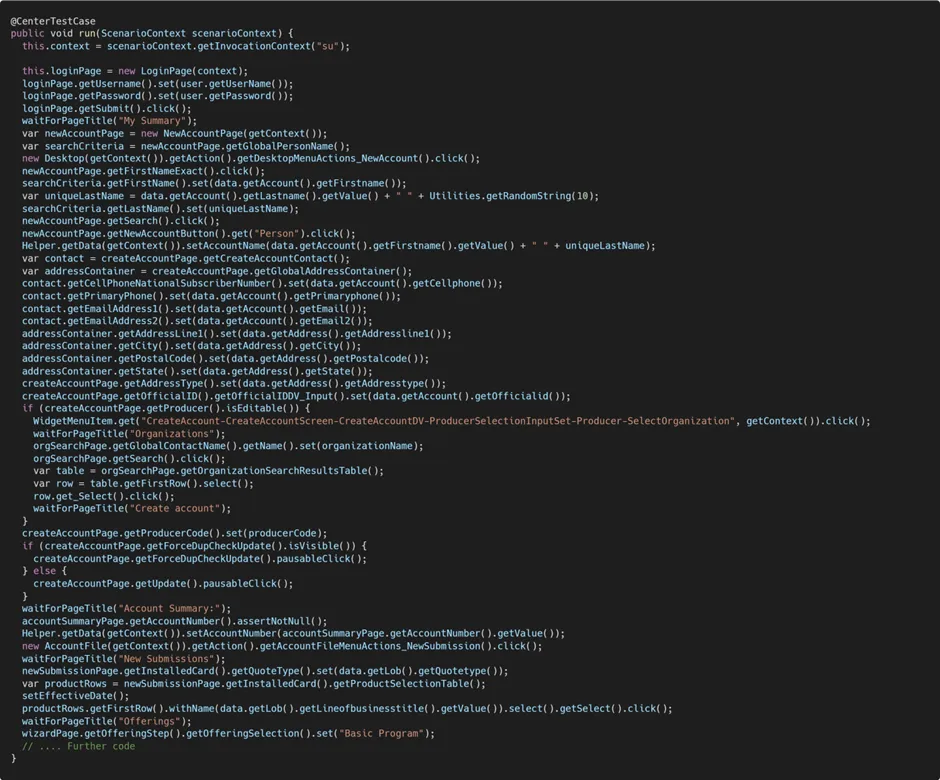 @CenterTestCase
public void run(ScenarioContext scenarioContext) {
  this.context = scenarioContext.getInvocationContext("su");

  this.loginPage = new LoginPage(context);
  loginPage.getUsername().set(user.getUserName());
  loginPage.getPassword().set(user.getPassword());
  loginPage.getSubmit().click();
  waitForPageTitle("My Summary");
  var newAccountPage = new NewAccountPage(getContext());
  var searchCriteria = newAccountPage.getGlobalPersonName();
  new Desktop(getContext()).getAction().getDesktopMenuActions_NewAccount().click();
  newAccountPage.getFirstNameExact().click();
  searchCriteria.getFirstName().set(data.getAccount().getFirstname());
  var uniqueLastName = data.getAccount().getLastname().getValue() + " " + Utilities.getRandomString(10);
  searchCriteria.getLastName().set(uniqueLastName);
  newAccountPage.getSearch().click();
  newAccountPage.getNewAccountButton().get("Person").click();
  Helper.getData(getContext()).setAccountName(data.getAccount().getFirstname().getValue() + " " + uniqueLastName);
  var contact = createAccountPage.getCreateAccountContact();
  var addressContainer = createAccountPage.getGlobalAddressContainer();
  contact.getCellPhoneNationalSubscriberNumber().set(data.getAccount().getCellphone());
  contact.getPrimaryPhone().set(data.getAccount().getPrimaryphone());
  contact.getEmailAddress1().set(data.getAccount().getEmail());
  contact.getEmailAddress2().set(data.getAccount().getEmail2());
  addressContainer.getAddressLine1().set(data.getAddress().getAddressline1());
  addressContainer.getCity().set(data.getAddress().getCity());
  addressContainer.getPostalCode().set(data.getAddress().getPostalcode());
  addressContainer.getState().set(data.getAddress().getState());
  createAccountPage.getAddressType().set(data.getAddress().getAddresstype());
  createAccountPage.getOfficialID().getOfficialIDDV_Input().set(data.getAccount().getOfficialid());
  if (createAccountPage.getProducer().isEditable()) {
    WidgetMenuItem.get("CreateAccount-CreateAccountScreen-CreateAccountDV-ProducerSelectionInputSet-Producer-SelectOrganization", getContext()).click();
    waitForPageTitle("Organizations");
    orgSearchPage.getGlobalContactName().getName().set(organizationName);
    orgSearchPage.getSearch().click();
    var table = orgSearchPage.getOrganizationSearchResultsTable();
    var row = table.getFirstRow().select();
    row.get_Select().click();
    waitForPageTitle("Create account");
  }
  createAccountPage.getProducerCode().set(producerCode);
  if (createAccountPage.getForceDupCheckUpdate().isVisible()) {
    createAccountPage.getForceDupCheckUpdate().pausableClick();
  } else {
    createAccountPage.getUpdate().pausableClick();
  }
  waitForPageTitle("Account Summary:");
  accountSummaryPage.getAccountNumber().assertNotNull();
  Helper.getData(getContext()).setAccountNumber(accountSummaryPage.getAccountNumber().getValue());
  new AccountFile(getContext()).getAction().getAccountFileMenuActions_NewSubmission().click();
  waitForPageTitle("New Submissions");
  newSubmissionPage.getInstalledCard().getQuoteType().set(data.getLob().getQuotetype());
  var productRows = newSubmissionPage.getInstalledCard().getProductSelectionTable();
  setEffectiveDate();
  productRows.getFirstRow().withName(data.getLob().getLineofbusinesstitle().getValue()).select().getSelect().click();
  waitForPageTitle("Offerings");
  wizardPage.getOfferingStep().getOfferingSelection().set("Basic Program");
  // .... Further code
}